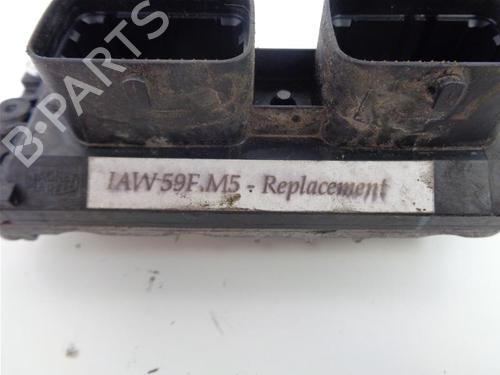 B-PARTS
IAW-59F.M5 - Replacement